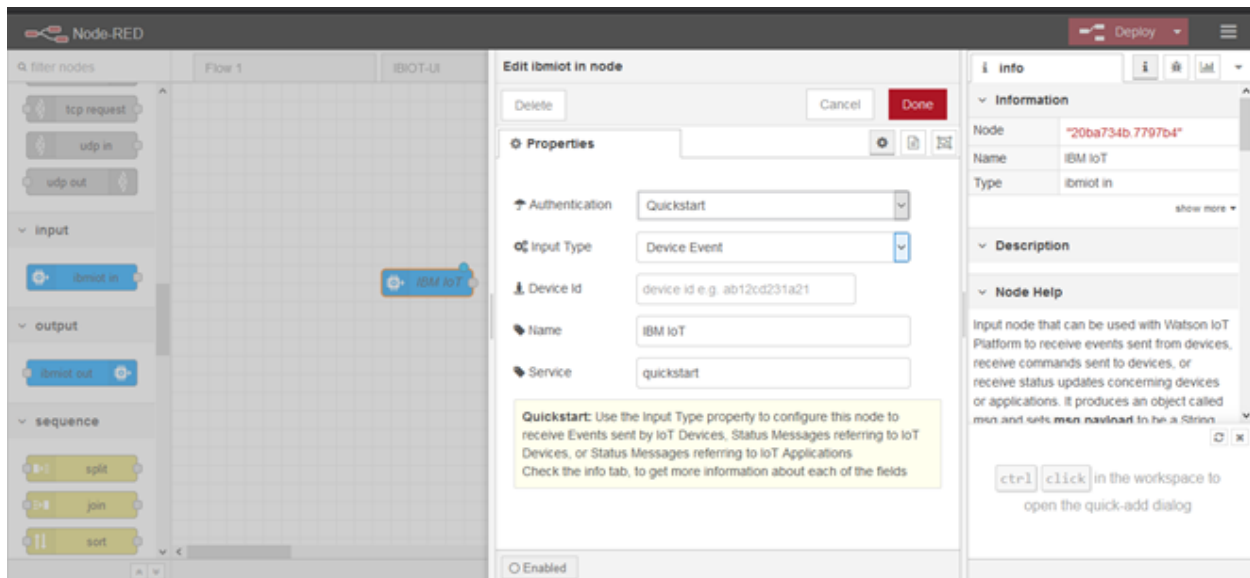 Node-RED
Deploy
filter nodes
Flow 1
IBIOT-UI
tcp request
udp in
udp out
input
ibmiot in
output
ibmiot out
sequence
split
join
sort
IBM IoT
Edit ibmiot in node
Delete
Cancel
Done
Properties
Authentication
Quickstart
Input Type
Device Event
Device Id
device id e.g. ab12cd231a21
Name
IBM IoT
Service
quickstart
Quickstart: Use the Input Type property to configure this node to
receive Events sent by IoT Devices, Status Messages referring to IoT
Devices, or Status Messages referring to IoT Applications
Check the info tab, to get more information about each of the fields
Enabled
i info
i
Information
Node "20ba734b.7797b4"
Name IBM IoT
Type ibmiot in
show more
Description
Node Help
Input node that can be used with Watson IoT
Platform to receive events sent from devices,
receive commands sent to devices, or
receive status updates concerning devices
or applications. It produces an object called
msg and sets msg.payload to be a String
ctrl click in the workspace to
open the quick-add dialog